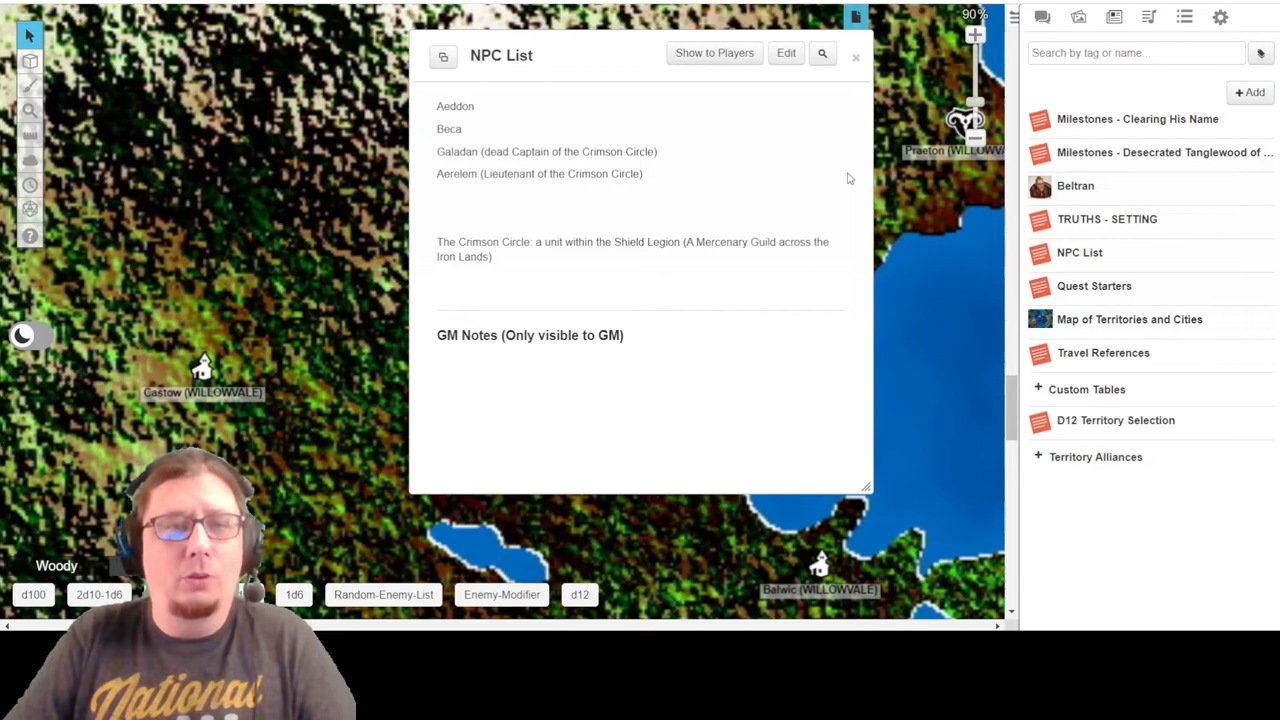 90%
NPC List
Show to Players
Edit
Search by tag or name...
+ Add
Aeddon
Beca
Galadan (dead Captain of the Crimson Circle)
Aerelem (Lieutenant of the Crimson Circle)
The Crimson Circle: a unit within the Shield Legion (A Mercenary Guild across the
Iron Lands)
GM Notes (Only visible to GM)
Milestones - Clearing His Name
Milestones - Desecrated Tanglewood of ...
Beltran
TRUTHS - SETTING
NPC List
Quest Starters
Map of Territories and Cities
Travel References
+ Custom Tables
D12 Territory Selection
+ Territory Alliances
Praeton (WILLOWVA
Castow (WILLOWVALE)
Balwic (WILLOWVALE)
Woody
d100
2d10-1d6
1d6
Random-Enemy-List
Enemy-Modifier
d12
National